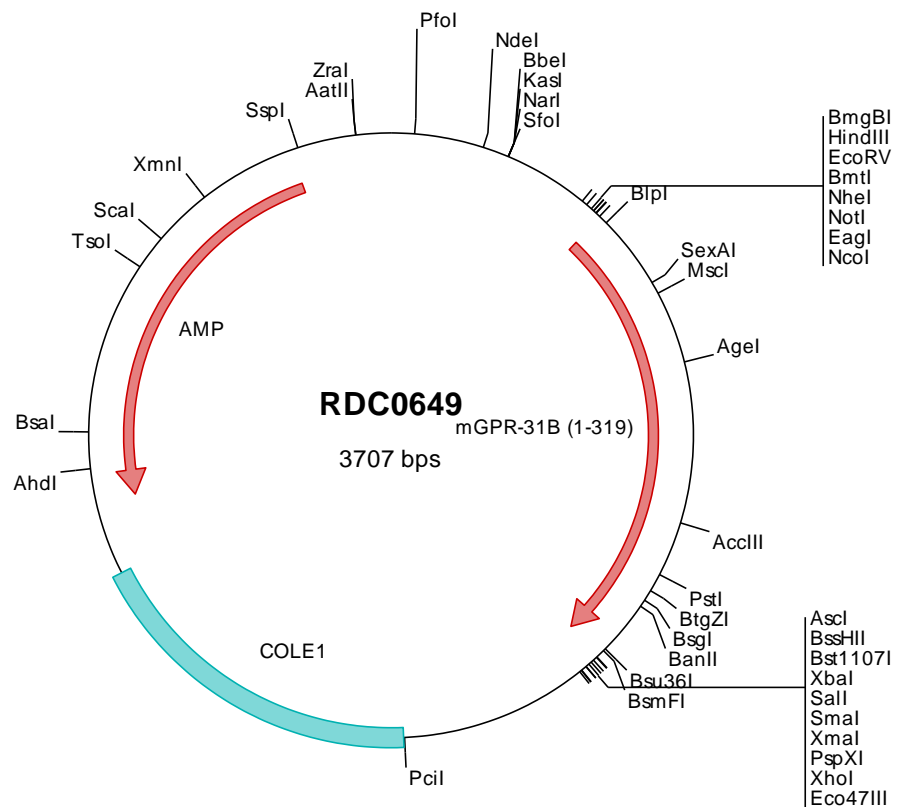 PfoI
NdeI
BbeI
KasI
NarI
SfoI
ZraI
AatII
SspI
XmnI
ScaI
TsoI
BmgBI
HindIII
EcoRV
BmtI
NheI
NotI
EagI
NcoI
BlpI
SexAI
MscI
AgeI
AMP
RDC0649
mGPR-31B (1-319)
3707 bps
BsaI
AhdI
AccIII
PstI
BtgZI
BsgI
BanII
Bsu36I
BsmFI
COLE1
PciI
AscI
BssHII
Bst1107I
XbaI
SalI
SmaI
XmaI
PspXI
XhoI
Eco47III